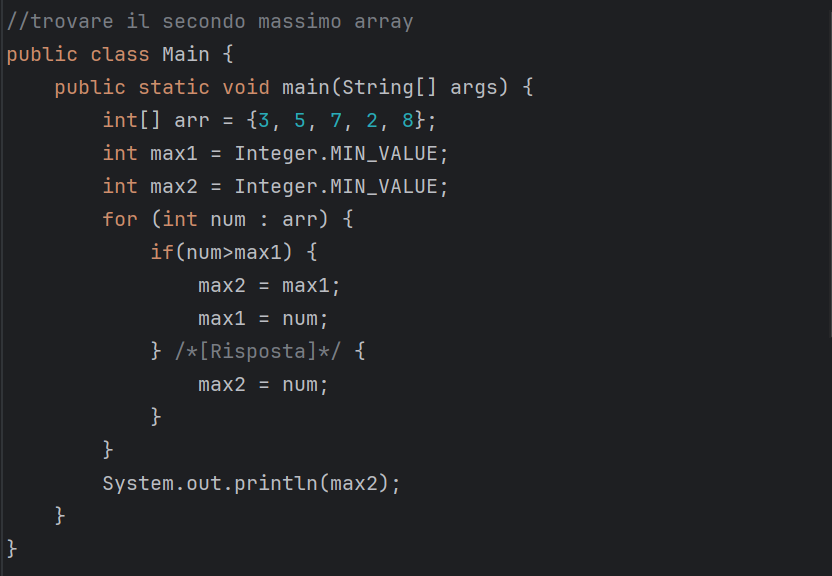 //trovare il secondo massimo array
public class Main {
    public static void main(String[] args) {
        int[] arr = {3, 5, 7, 2, 8};
        int max1 = Integer.MIN_VALUE;
        int max2 = Integer.MIN_VALUE;
        for (int num : arr) {
            if(num>max1) {
                max2 = max1;
                max1 = num;
            } /*[Risposta]*/ {
                max2 = num;
            }
        }
        System.out.println(max2);
    }
}